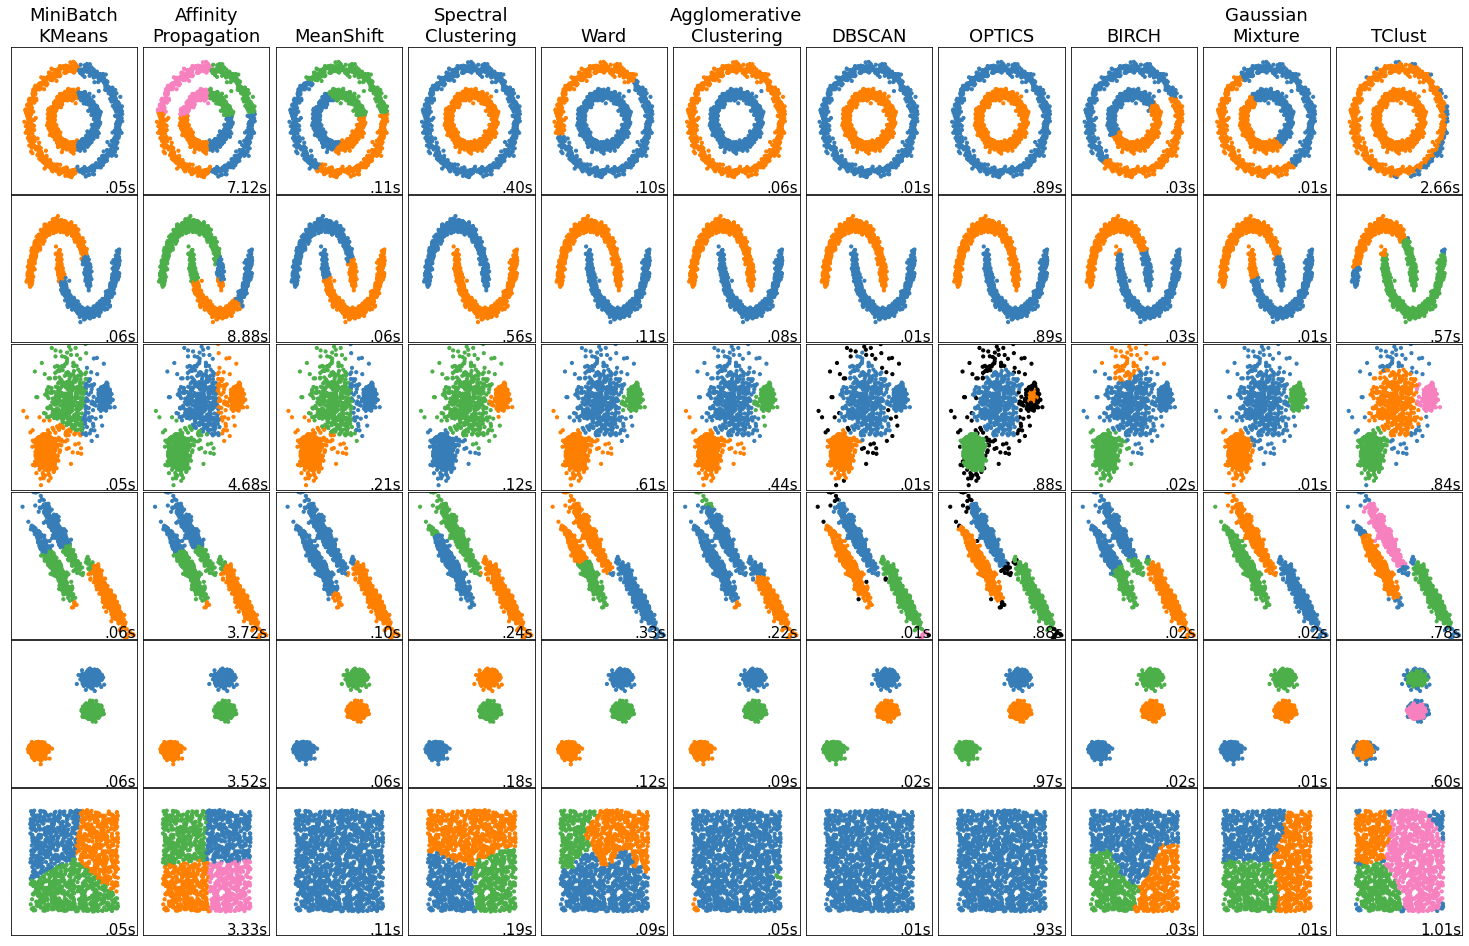 MiniBatch
KMeans
Affinity
Propagation
MeanShift
Spectral
Clustering
Ward
Agglomerative
Clustering
DBSCAN
OPTICS
BIRCH
Gaussian
Mixture
TClust
.05s 7.12s .11s .40s .10s .06s .01s .89s .03s .01s 2.66s
.06s 8.88s .06s .56s .11s .08s .01s .89s .03s .01s .57s
.05s 4.68s .21s .12s .61s .44s .01s .88s .02s .01s .84s
.06s 3.72s .10s .24s .33s .22s .01s .88s .02s .02s .78s
.06s 3.52s .06s .18s .12s .09s .02s .97s .02s .01s .60s
.05s 3.33s .11s .19s .09s .05s .01s .93s .03s .01s 1.01s